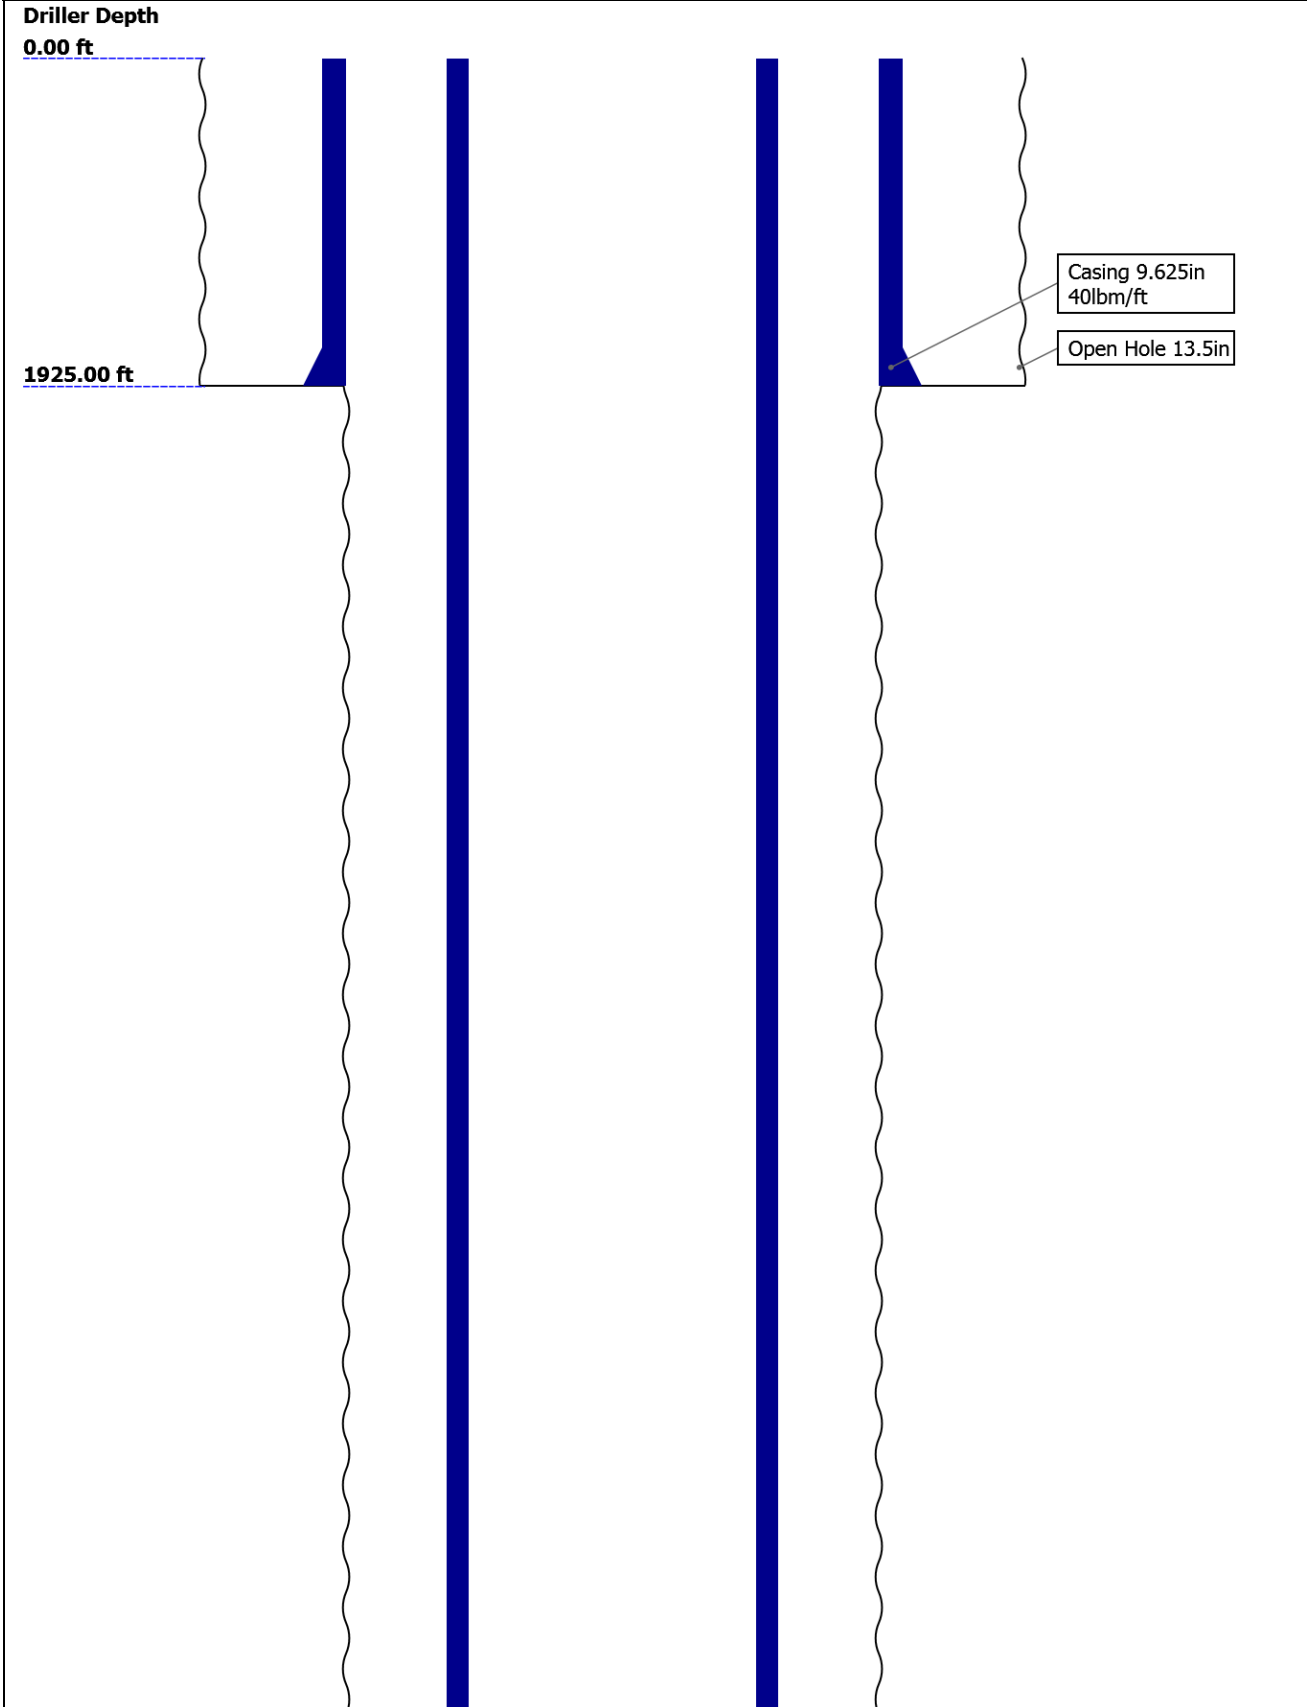 Driller Depth
0.00 ft
Casing 9.625in
40lbm/ft
Open Hole 13.5in
1925.00 ft